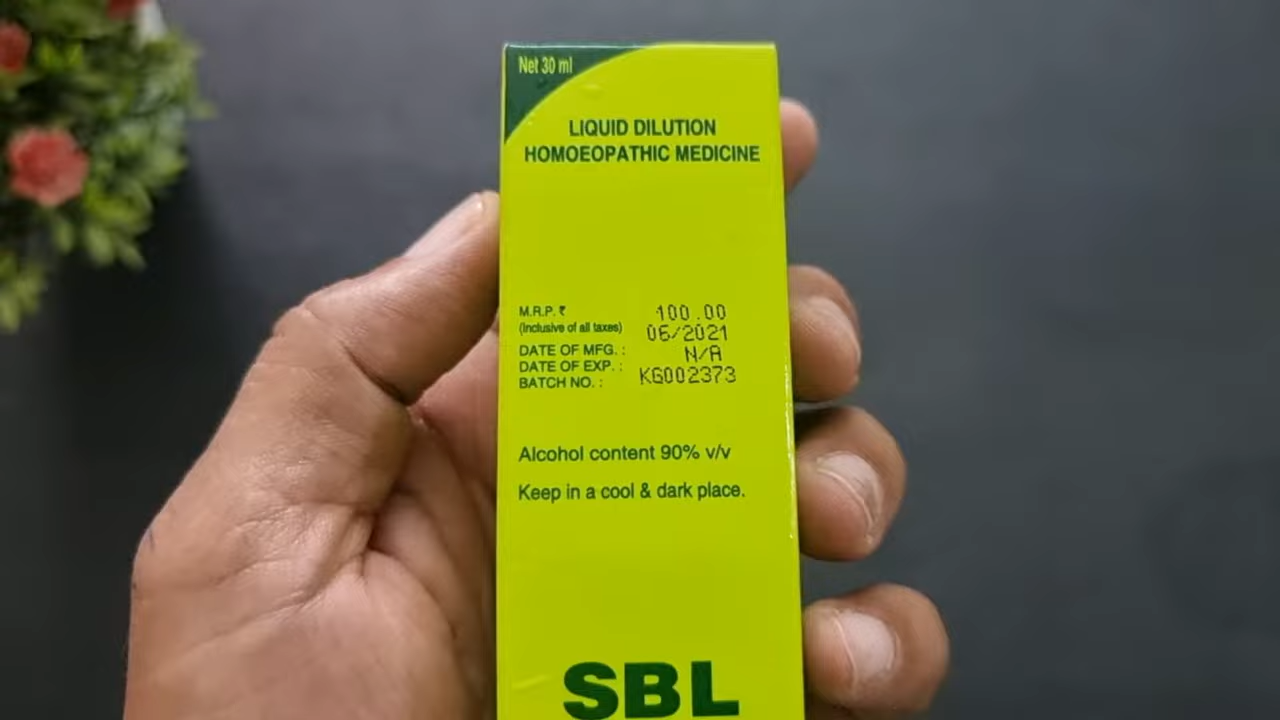 Net 30 ml
LIQUID DILUTION
HOMOEOPATHIC MEDICINE
M.R.P. ₹ 100.00
(Inclusive of all taxes) 06/2021
DATE OF MFG. : N/A
DATE OF EXP. : KG002373
BATCH NO. :
Alcohol content 90% v/v
Keep in a cool & dark place.
SBL